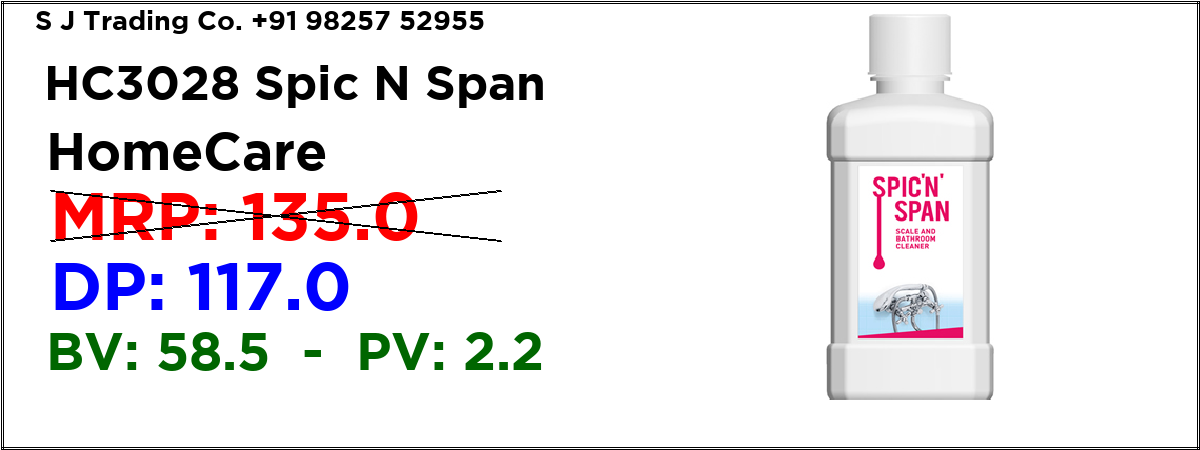 S J Trading Co. +91 98257 52955
HC3028 Spic N Span
HomeCare
MRP: 135.0
DP: 117.0
BV: 58.5 - PV: 2.2
SPIC'N'
SPAN
SCALE AND
BATHROOM
CLEANER